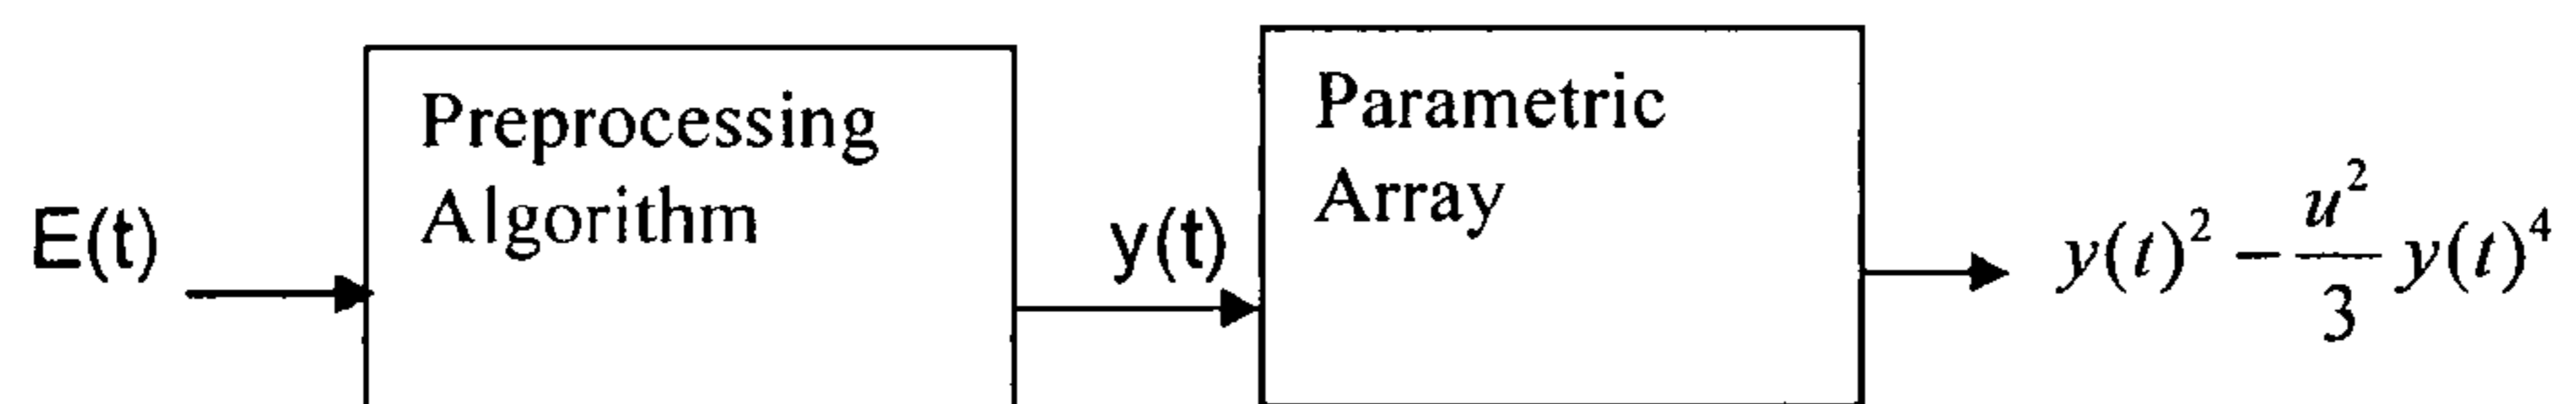 Preprocessing
Algorithm
E(t)
y(t)
Parametric
Array
y(t)² − u²/3 y(t)⁴